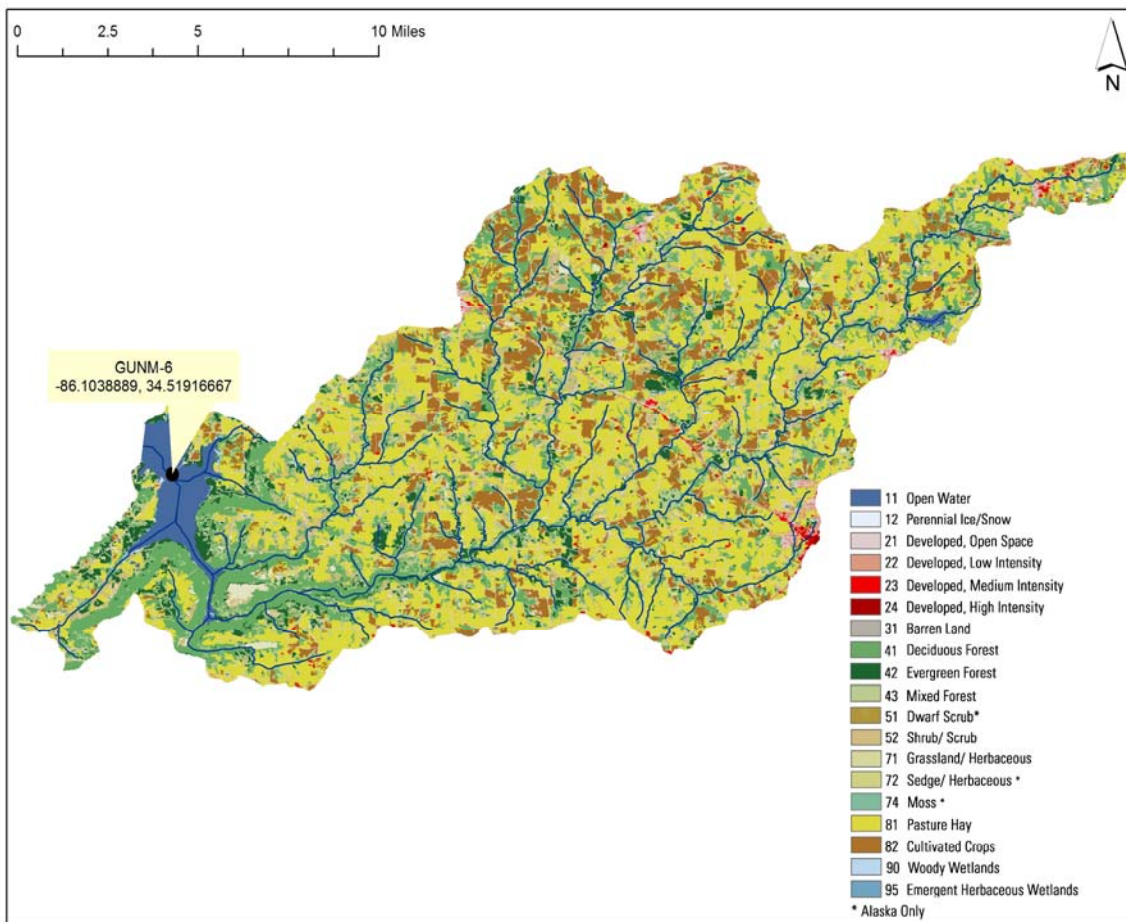 0 2.5 5 10 Miles
N
GUNM-6
-86.1038889, 34.51916667
11 Open Water
12 Perennial Ice/Snow
21 Developed, Open Space
22 Developed, Low Intensity
23 Developed, Medium Intensity
24 Developed, High Intensity
31 Barren Land
41 Deciduous Forest
42 Evergreen Forest
43 Mixed Forest
51 Dwarf Scrub*
52 Shrub/ Scrub
71 Grassland/ Herbaceous
72 Sedge/ Herbaceous *
74 Moss *
81 Pasture Hay
82 Cultivated Crops
90 Woody Wetlands
95 Emergent Herbaceous Wetlands
* Alaska Only